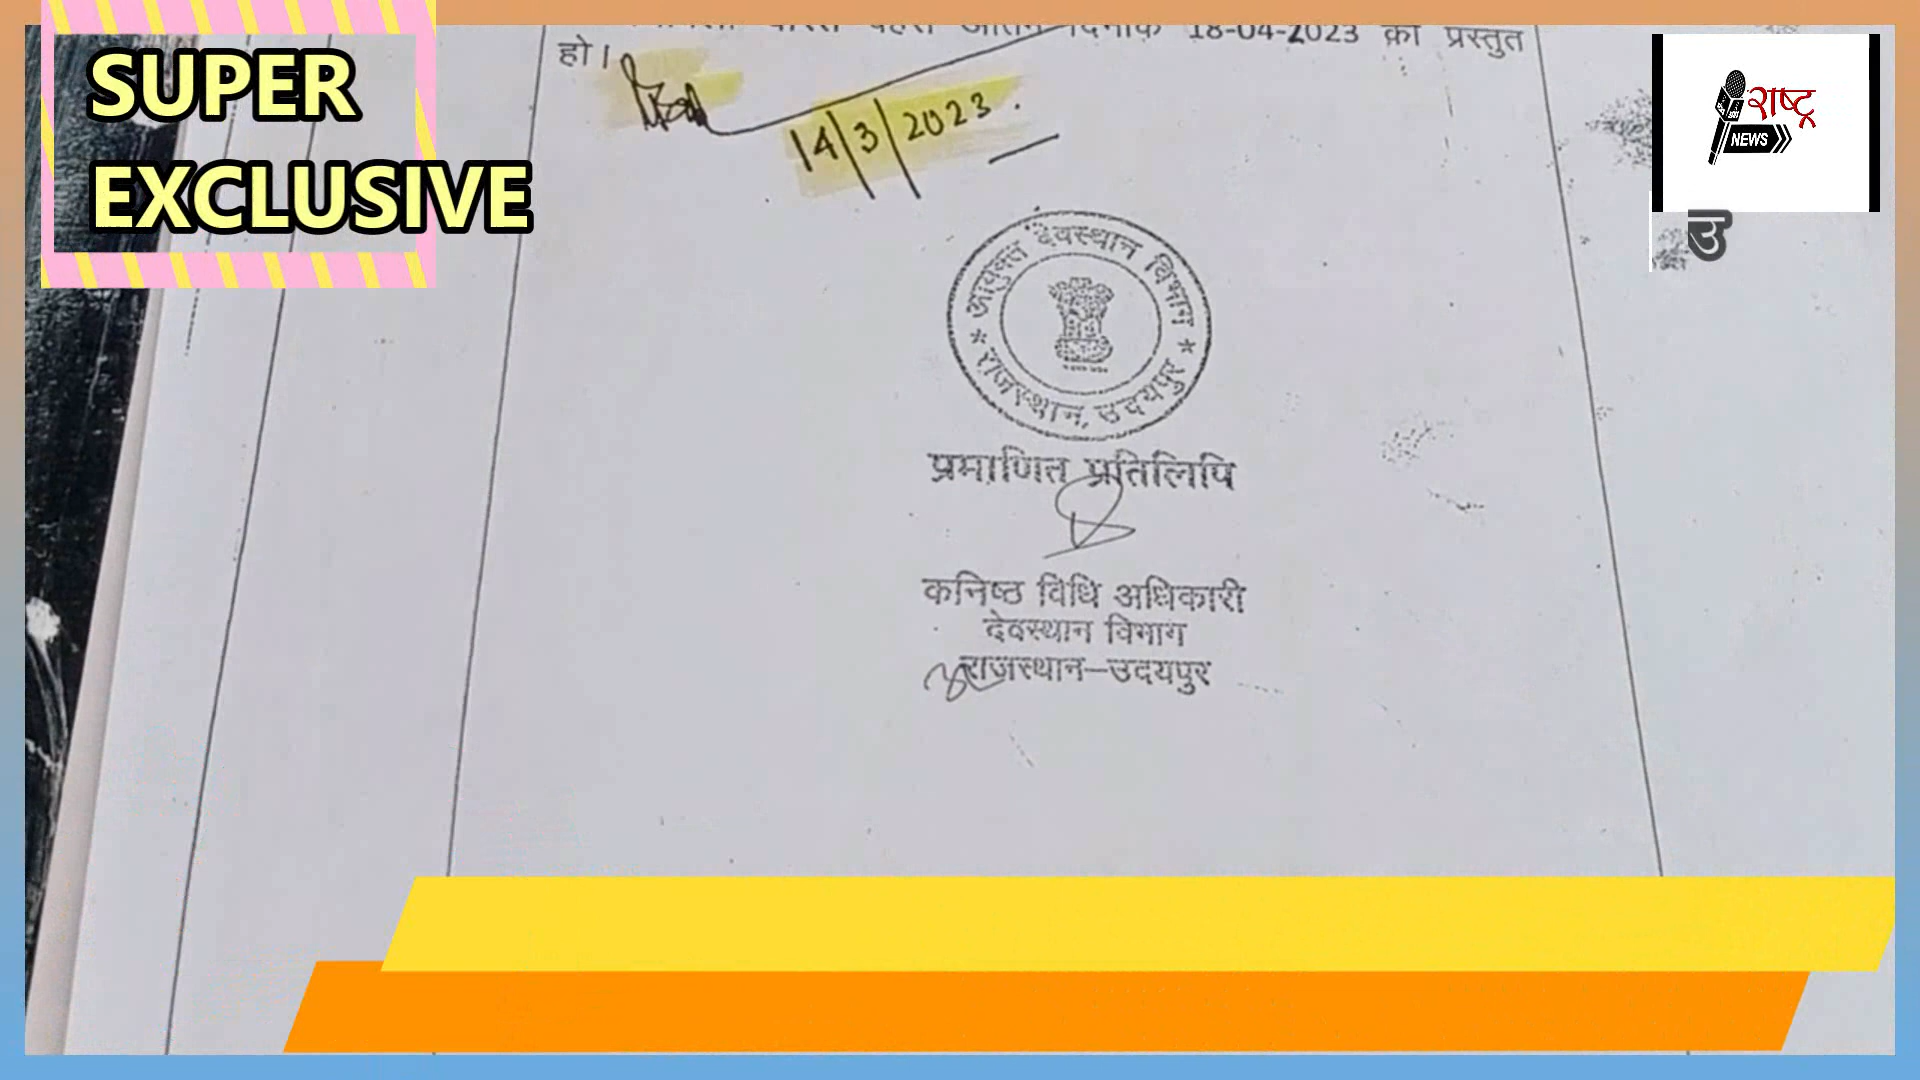 SUPER
EXCLUSIVE
दिनांक 18-04-2023 को प्रस्तुत
हो।
14/3/2023.
राष्ट्र
NEWS
उ
आयुक्त देवस्थान विभाग
* राजस्थान, उदयपुर *
प्रमाणित प्रतिलिपि
कनिष्ठ विधि अधिकारी
देवस्थान विभाग
राजस्थान-उदयपुर